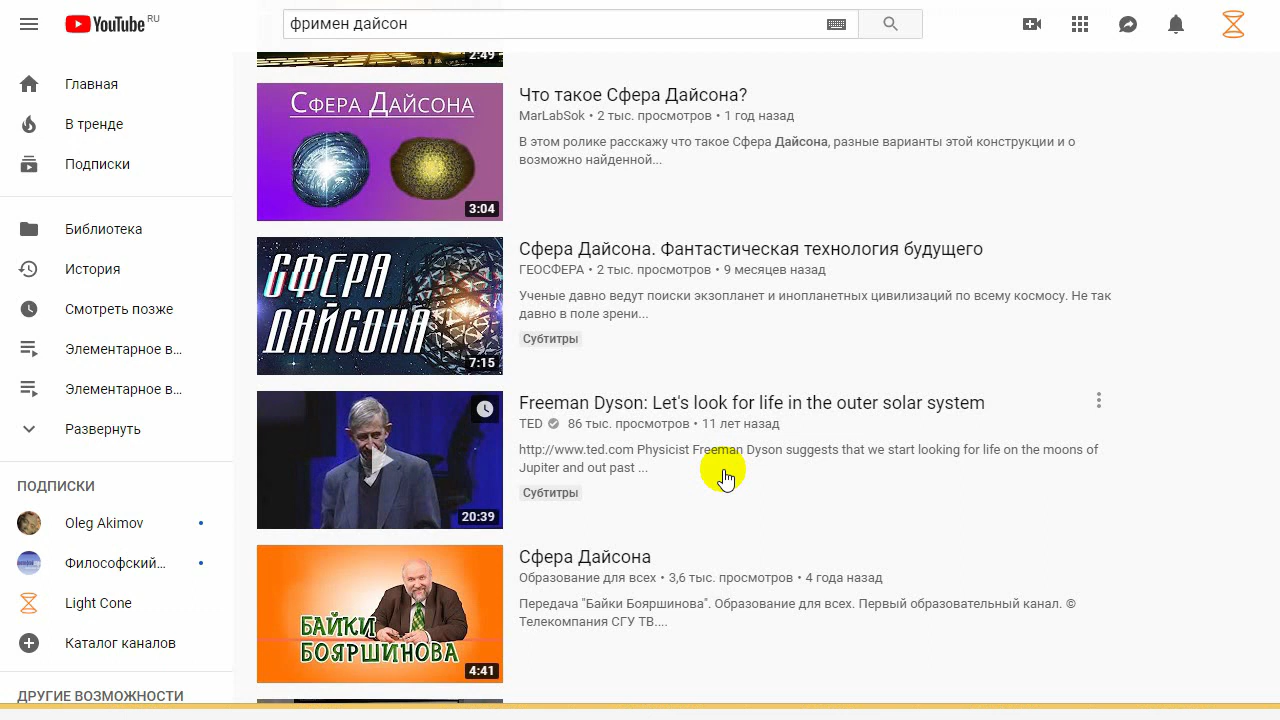 YouTube RU
фримен дайсон
Главная
В тренде
Подписки
Библиотека
История
Смотреть позже
Элементарное в...
Элементарное в...
Развернуть
ПОДПИСКИ
Oleg Akimov
Философский...
Light Cone
Каталог каналов
ДРУГИЕ ВОЗМОЖНОСТИ
2:49
СФЕРА ДАЙСОНА
3:04
Что такое Сфера Дайсона?
MarLabSok • 2 тыс. просмотров • 1 год назад
В этом ролике расскажу что такое Сфера Дайсона, разные варианты этой конструкции и о
возможно найденной...
СФЕРА
ДАЙСОНА
7:15
Сфера Дайсона. Фантастическая технология будущего
ГЕОСФЕРА • 2 тыс. просмотров • 9 месяцев назад
Ученые давно ведут поиски экзопланет и инопланетных цивилизаций по всему космосу. Не так
давно в поле зрени...
Субтитры
20:39
Freeman Dyson: Let's look for life in the outer solar system
TED 86 тыс. просмотров • 11 лет назад
http://www.ted.com Physicist Freeman Dyson suggests that we start looking for life on the moons of
Jupiter and out past ...
Субтитры
БАЙКИ
БОЯРШИНОВА
4:41
Сфера Дайсона
Образование для всех • 3,6 тыс. просмотров • 4 года назад
Передача "Байки Бояршинова". Образование для всех. Первый образовательный канал. ©
Телекомпания СГУ ТВ....